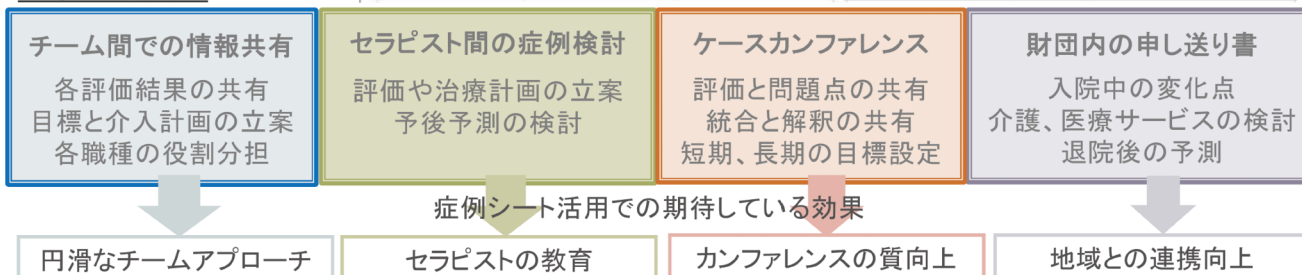 チーム間での情報共有
各評価結果の共有
目標と介入計画の立案
各職種の役割分担
セラピスト間の症例検討
評価や治療計画の立案
予後予測の検討
ケースカンファレンス
評価と問題点の共有
統合と解釈の共有
短期、長期の目標設定
財団内の申し送り書
入院中の変化点
介護、医療サービスの検討
退院後の予測
症例シート活用での期待している効果
円滑なチームアプローチ
セラピストの教育
カンファレンスの質向上
地域との連携向上